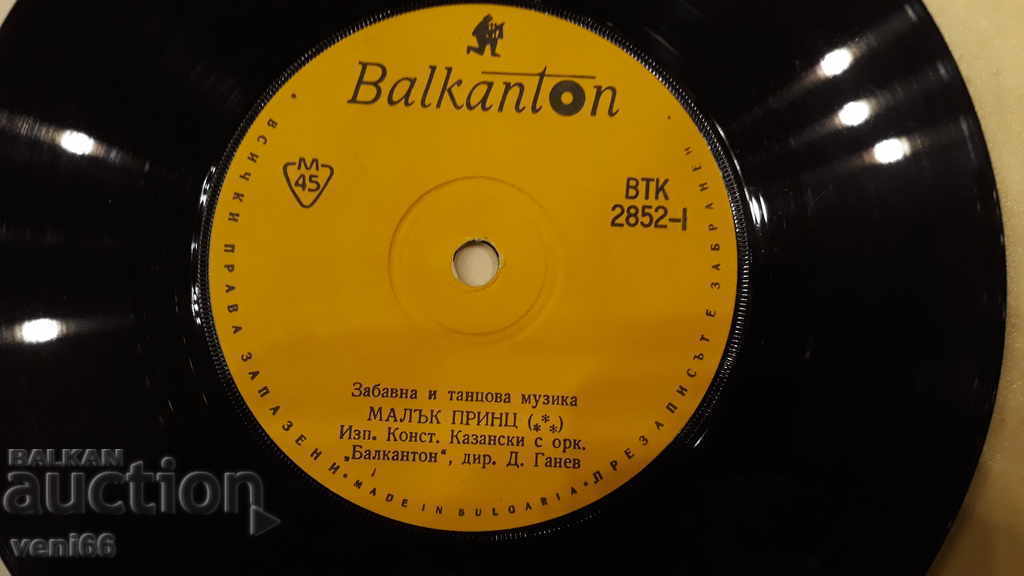 Balkanton
М
45
ВТК
2852-I
Забавна и танцова музика
МАЛЪК ПРИНЦ (***)
Изп. Конст. Казански с орк.
„Балкантон“, дир. Д. Ганев
• ВСИЧКИ ПРАВА ЗАПАЗЕНИ • MADE IN BULGARIA • ПРЕЗАПИСЪТ Е ЗАБРАНЕН •
BALKAN
auction
veni66